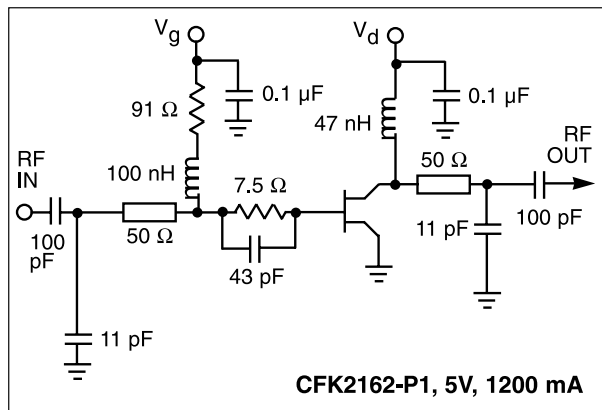 Vg
Vd
91 Ω
0.1 µF
0.1 µF
47 nH
RF
IN
100 nH
7.5 Ω
50 Ω
RF
OUT
100
pF
50 Ω
43 pF
11 pF
100 pF
11 pF
CFK2162-P1, 5V, 1200 mA